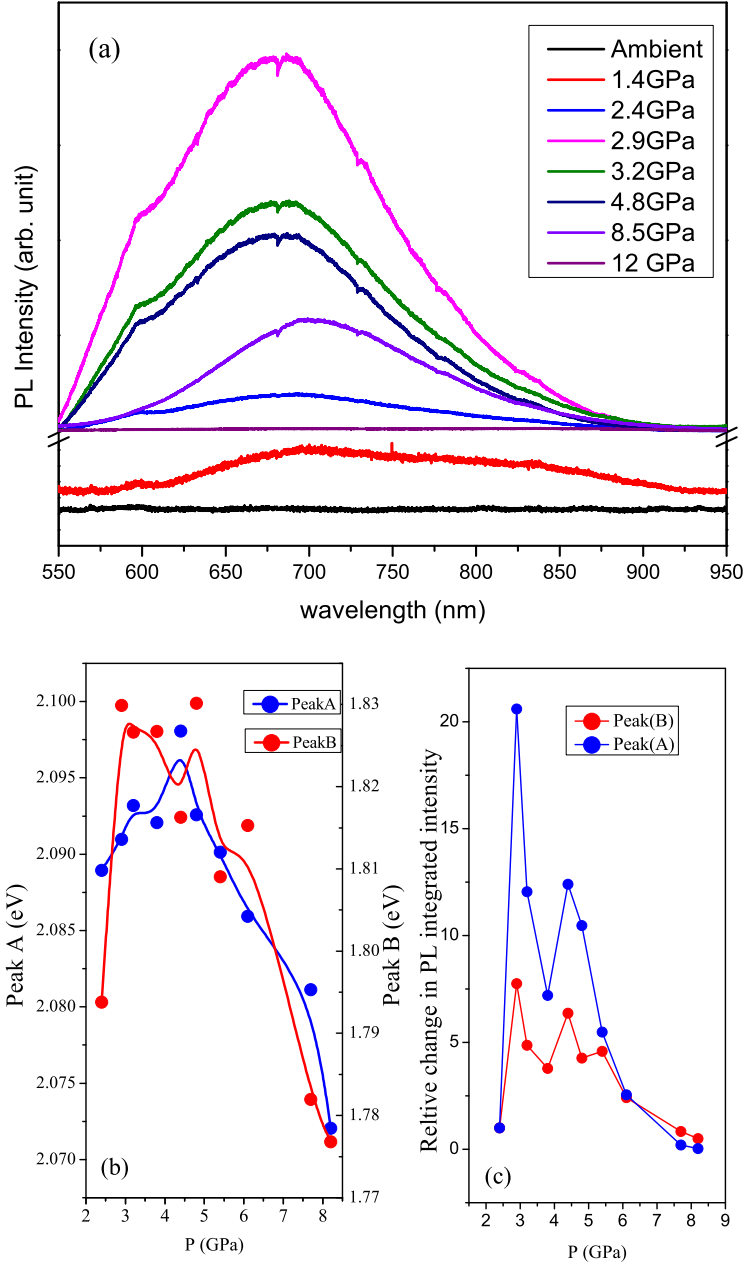 (a)
Ambient
1.4GPa
2.4GPa
2.9GPa
3.2GPa
4.8GPa
8.5GPa
12 GPa
PL Intensity (arb. unit)
550 600 650 700 750 800 850 900 950
wavelength (nm)
2.100
2.095
2.090
2.085
2.080
2.075
2.070
Peak A (eV)
PeakA
PeakB
1.83
1.82
1.81
1.80
1.79
1.78
1.77
Peak B (eV)
(b)
2 3 4 5 6 7 8
P (GPa)
20
15
10
5
0
Reltive change in PL integrated intensity
Peak(B)
Peak(A)
(c)
2 3 4 5 6 7 8 9
P (GPa)